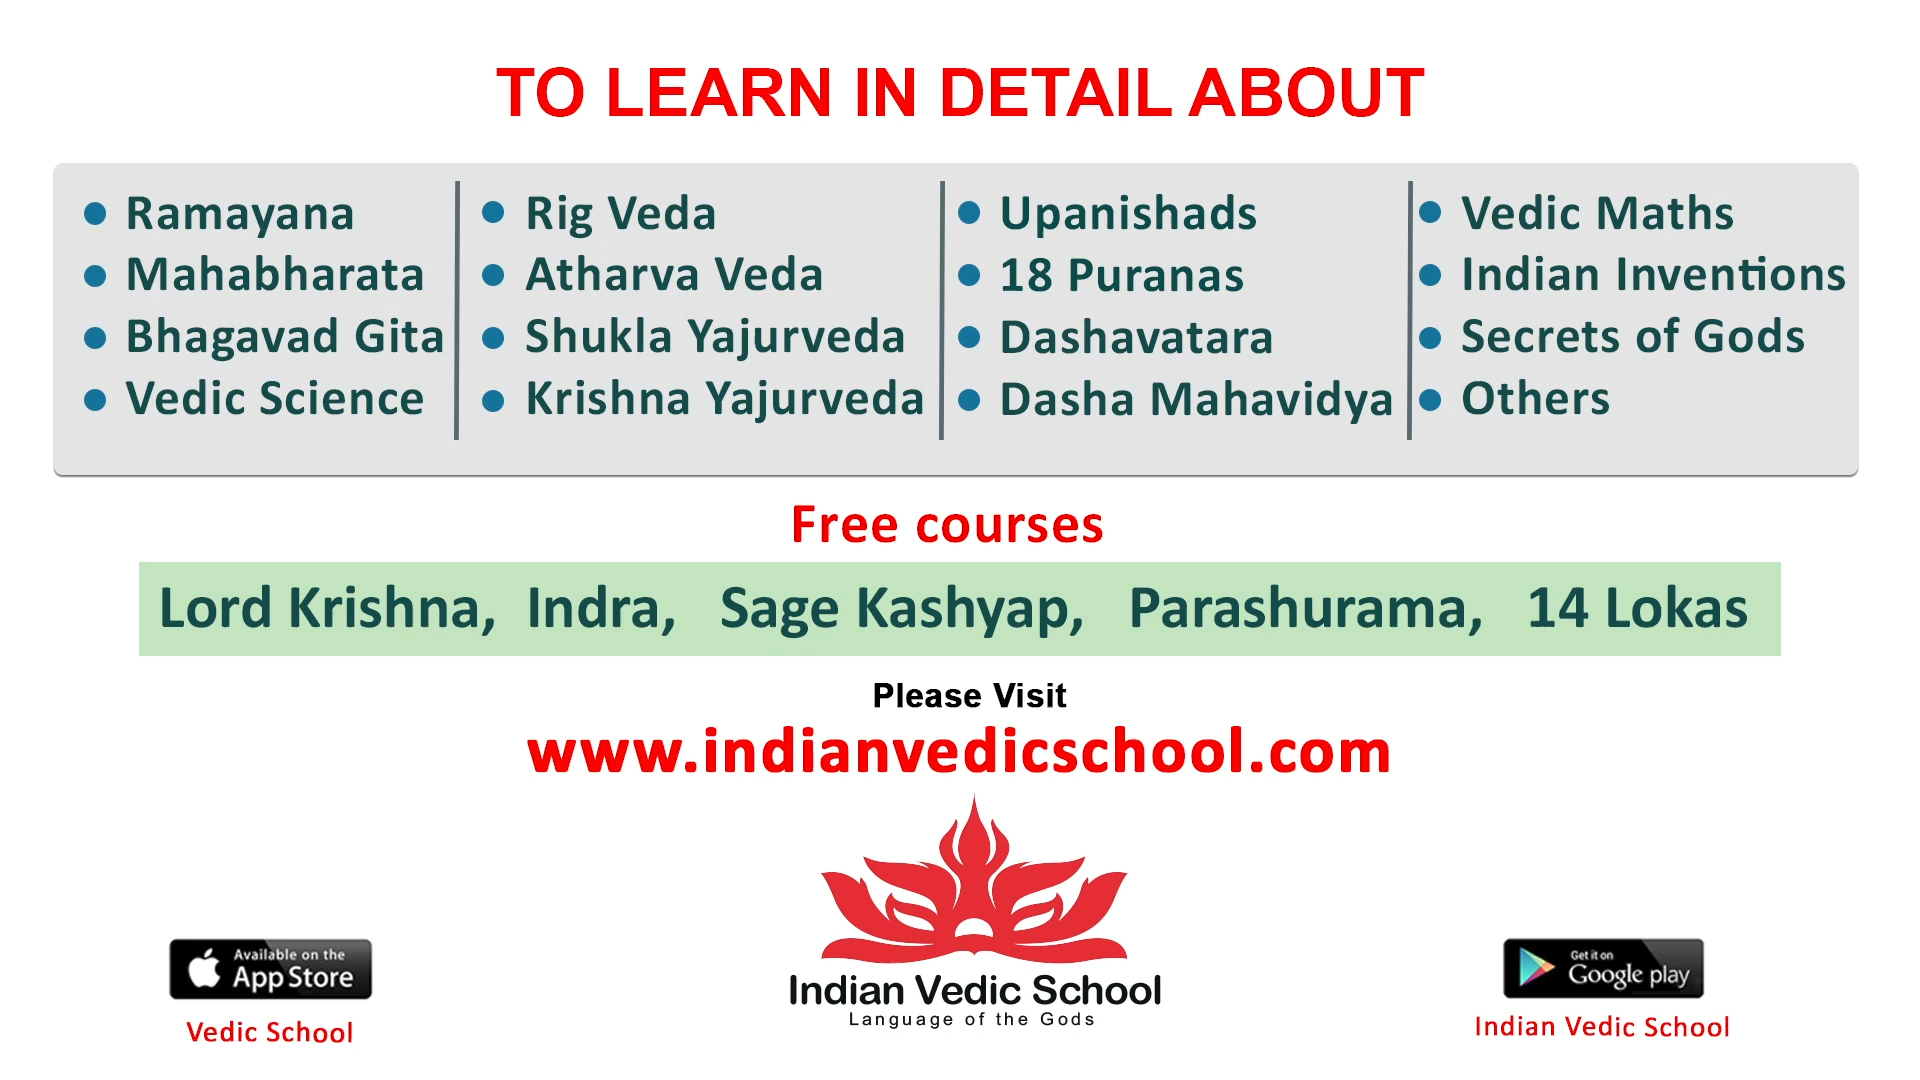 TO LEARN IN DETAIL ABOUT
Ramayana
Mahabharata
Bhagavad Gita
Vedic Science
Rig Veda
Atharva Veda
Shukla Yajurveda
Krishna Yajurveda
Upanishads
18 Puranas
Dashavatara
Dasha Mahavidya
Vedic Maths
Indian Inventions
Secrets of Gods
Others
Free courses
Lord Krishna, Indra, Sage Kashyap, Parashurama, 14 Lokas
Please Visit
www.indianvedicschool.com
Indian Vedic School
Language of the Gods
Available on the
App Store
Vedic School
Get it on
Google play
Indian Vedic School